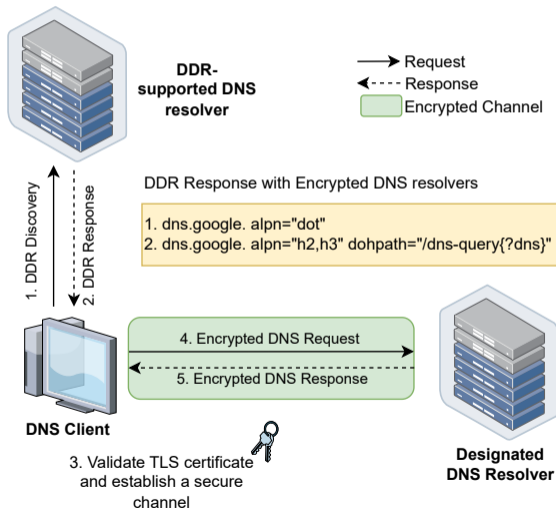 DDR-
supported DNS
resolver
Request
Response
Encrypted Channel
DDR Response with Encrypted DNS resolvers
1. dns.google. alpn="dot"
2. dns.google. alpn="h2,h3" dohpath="/dns-query{?dns}"
1. DDR Discovery
2. DDR Response
4. Encrypted DNS Request
5. Encrypted DNS Response
DNS Client
3. Validate TLS certificate
and establish a secure
channel
Designated
DNS Resolver